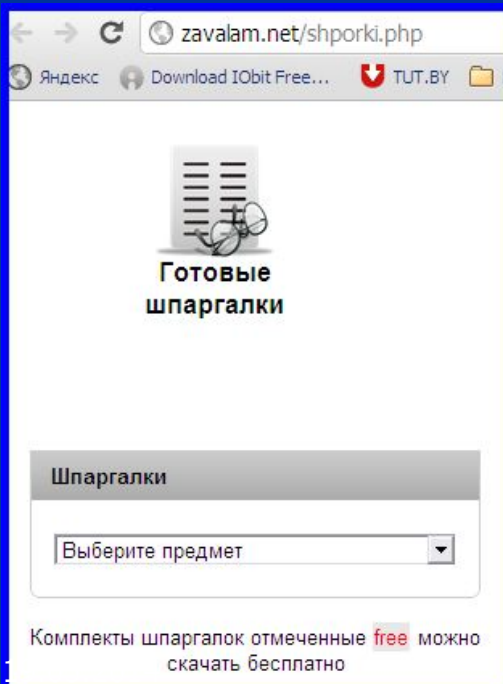 zavalam.net/shporki.php
Яндекс Download IObit Free... TUT.BY
Готовые
шпаргалки
Шпаргалки
Выберите предмет
Комплекты шпаргалок отмеченные free можно
скачать бесплатно